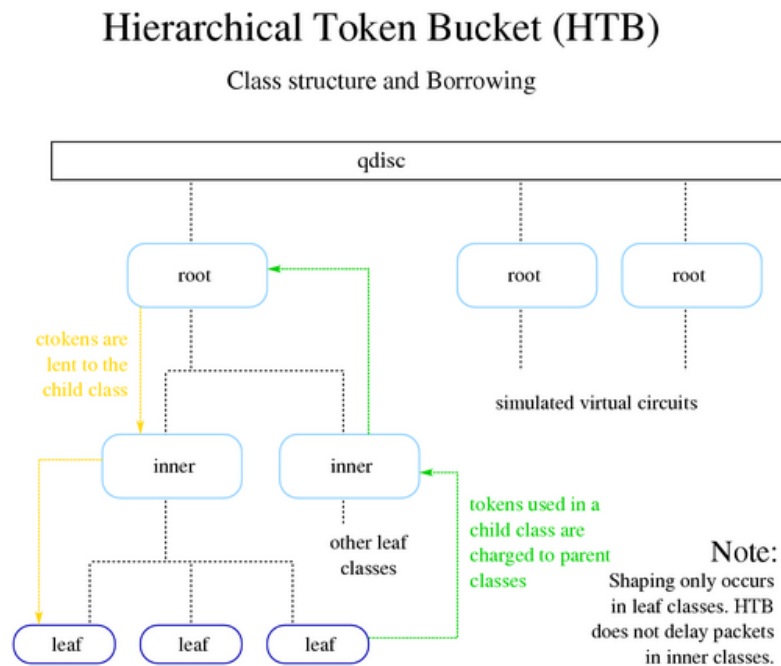 Hierarchical Token Bucket (HTB)
Class structure and Borrowing
qdisc
root
root
root
ctokens are
lent to the
child class
simulated virtual circuits
inner
inner
other leaf
classes
tokens used in a
child class are
charged to parent
classes
Note:
Shaping only occurs
in leaf classes. HTB
does not delay packets
in inner classes.
leaf
leaf
leaf